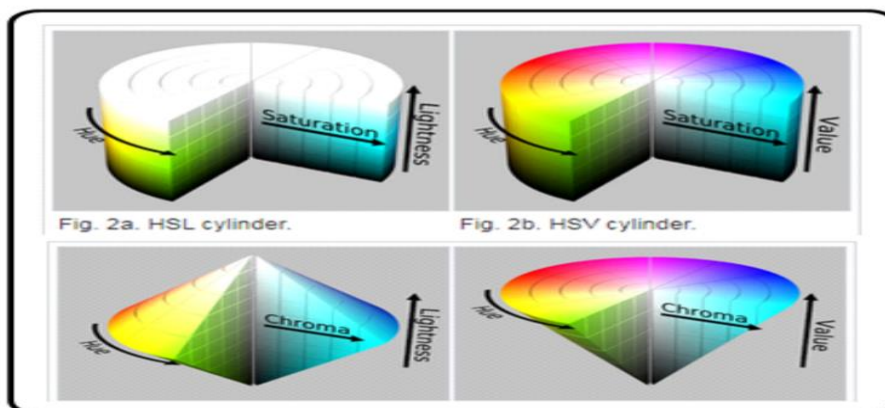 Hue
Saturation
Lightness
Hue
Saturation
Value
Fig. 2a. HSL cylinder.
Fig. 2b. HSV cylinder.
Hue
Chroma
Lightness
Hue
Chroma
Value